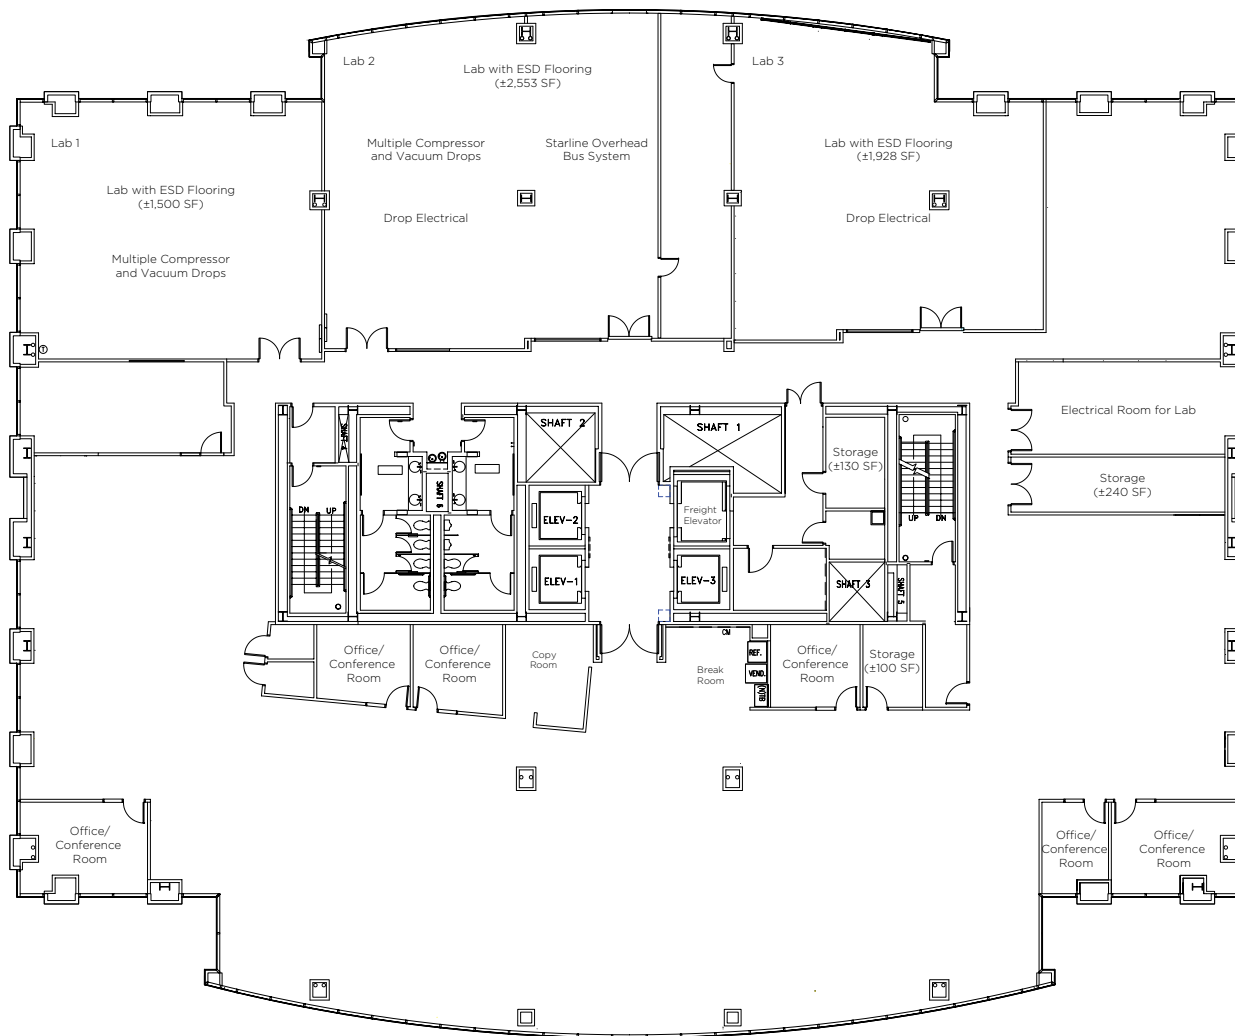 Lab 2
Lab with ESD Flooring
(±2,553 SF)
Multiple Compressor
and Vacuum Drops
Starline Overhead
Bus System
Drop Electrical
Lab 3
Lab with ESD Flooring
(±1,928 SF)
Drop Electrical
Lab 1
Lab with ESD Flooring
(±1,500 SF)
Multiple Compressor
and Vacuum Drops
Electrical Room for Lab
Storage
(±240 SF)
SHAFT 4
SHAFT 2
SHAFT 1
Storage
(±130 SF)
SHAFT 6
DN
UP
ELEV-2
Freight
Elevator
UP
DN
ELEV-1
ELEV-3
SHAFT 3
SHAFT 5
Office/
Conference
Room
Office/
Conference
Room
Copy
Room
CM
Break
Room
REF.
VEND.
Office/
Conference
Room
Storage
(±100 SF)
Office/
Conference
Room
Office/
Conference
Room
Office/
Conference
Room